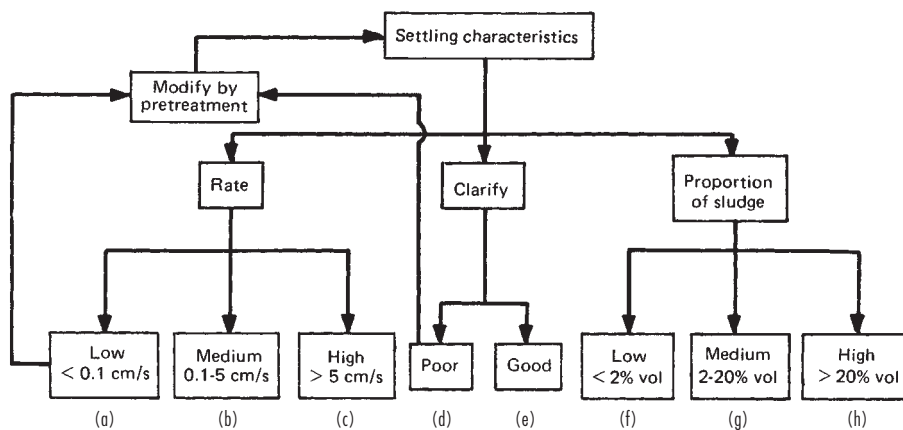 Settling characteristics
Modify by
pretreatment
Rate
Clarify
Proportion
of sludge
Low
< 0.1 cm/s
Medium
0.1-5 cm/s
High
> 5 cm/s
Poor
Good
Low
< 2% vol
Medium
2-20% vol
High
> 20% vol
(a)
(b)
(c)
(d)
(e)
(f)
(g)
(h)